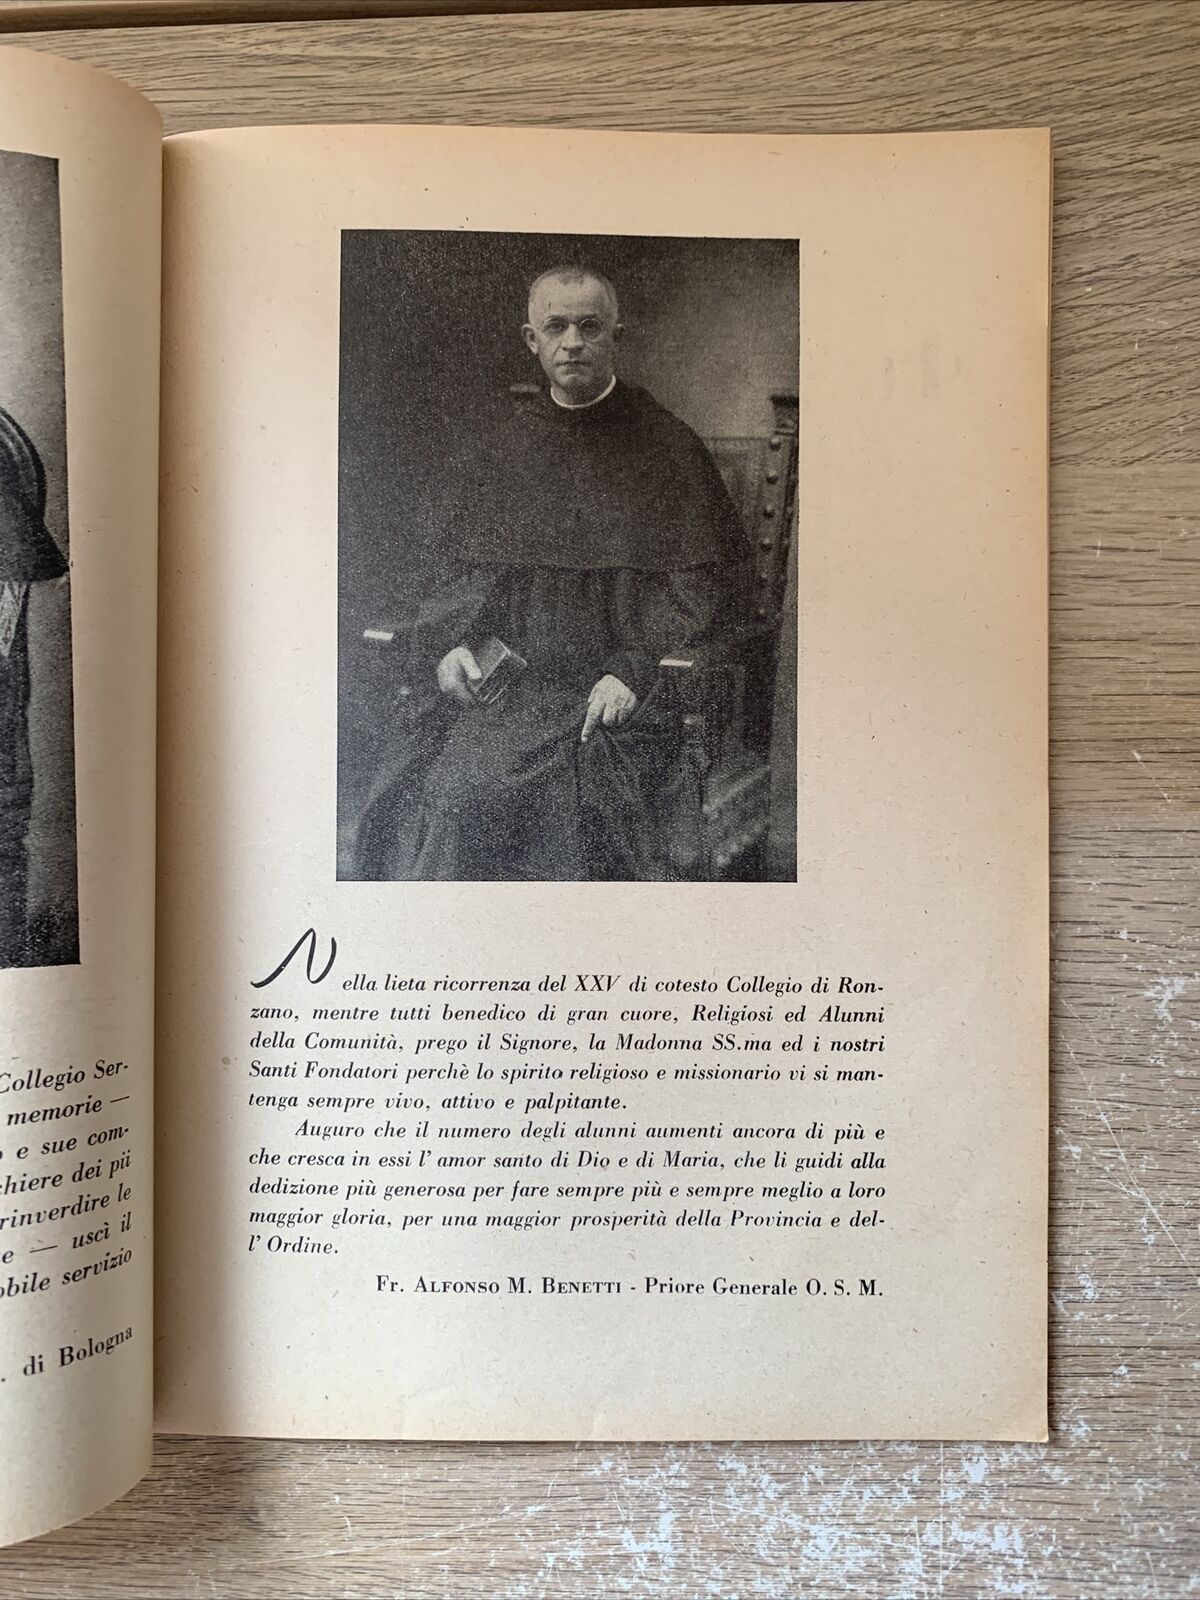 Collegio Ser-
memorie —
e sue com-
chiere dei pii
rinverdire le
— uscì il
servizio
di Bologna
Nella lieta ricorrenza del XXV di cotesto Collegio di Ron-
zano, mentre tutti benedico di gran cuore, Religiosi ed Alunni
della Comunità, prego il Signore, la Madonna SS.ma ed i nostri
Santi Fondatori perchè lo spirito religioso e missionario vi si man-
tenga sempre vivo, attivo e palpitante.
Auguro che il numero degli alunni aumenti ancora di più e
che cresca in essi l' amor santo di Dio e di Maria, che li guidi alla
dedizione più generosa per fare sempre più e sempre meglio a loro
maggior gloria, per una maggior prosperità della Provincia e del-
l' Ordine.
Fr. ALFONSO M. BENETTI - Priore Generale O. S. M.